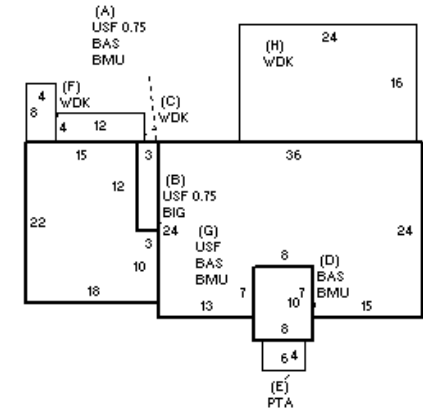 (A)
USF 0.75
BAS
BMU
24
(H)
WDK
16
4
8
(F)
WDK
4
12
(C)
WDK
15
3
36
12
(B)
USF 0.75
BIG
22
24
(G)
USF
BAS
BMU
24
3
10
8
(D)
BAS
BMU
7
10
7
18
13
15
8
6
4
(E)
PTA